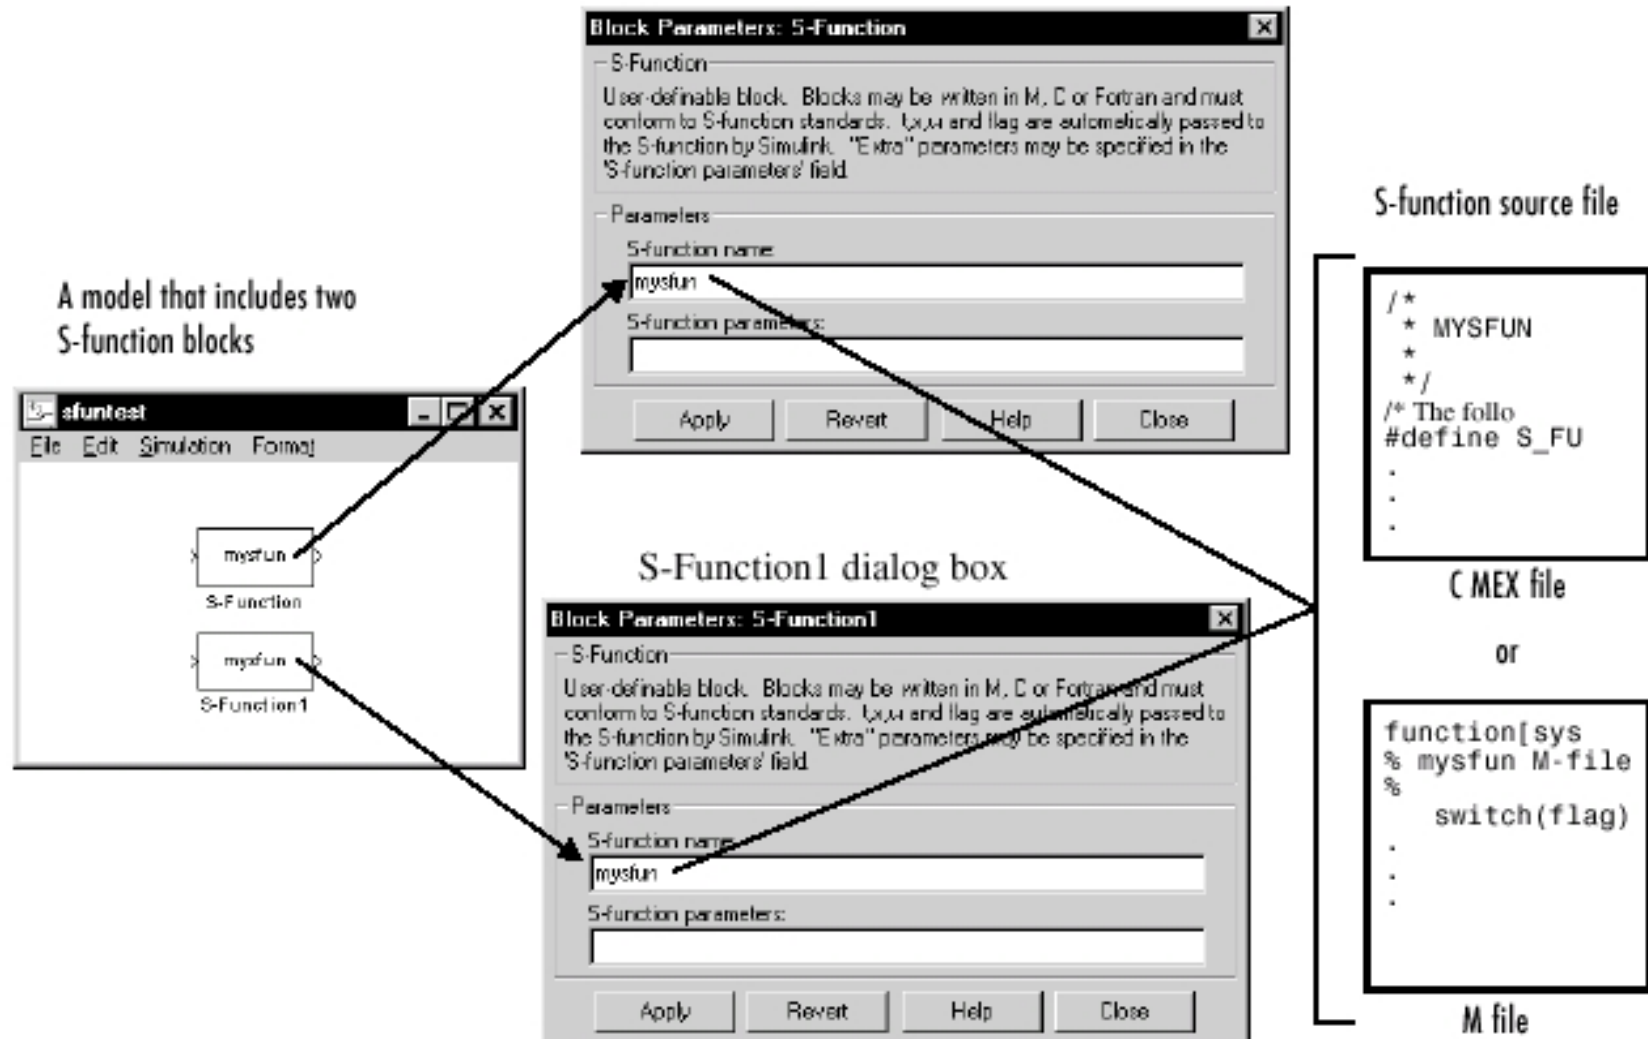 Block Parameters: S-Function
S-Function
User-definable block. Blocks may be written in M, C or Fortran and must
conform to S-function standards. t,x,u and flag are automatically passed to
the S-function by Simulink. "Extra" parameters may be specified in the
'S-function parameters' field.
Parameters
S-function name:
mysfun
S-function parameters:
Apply Revert Help Close
A model that includes two
S-function blocks
sfuntest
File Edit Simulation Format
mysfun
S-Function
mysfun
S-Function1
S-Function1 dialog box
Block Parameters: S-Function1
S-Function
User-definable block. Blocks may be written in M, C or Fortran and must
conform to S-function standards. t,x,u and flag are automatically passed to
the S-function by Simulink. "Extra" parameters may be specified in the
'S-function parameters' field.
Parameters
S-function name:
mysfun
S-function parameters:
Apply Revert Help Close
S-function source file
/*
* MYSFUN
*
*/
/* The follo
#define S_FU
.
.
.
C MEX file
or
function[sys
% mysfun M-file
%
switch(flag)
.
.
.
M file